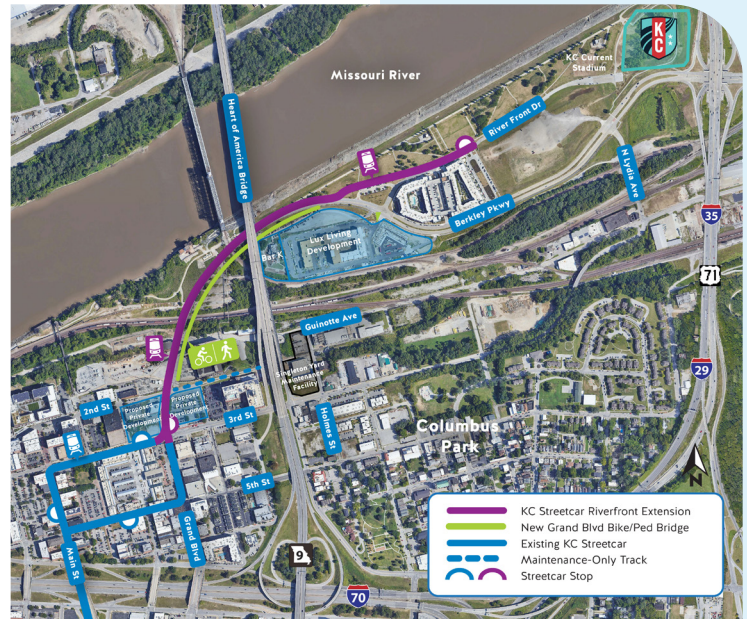 KC
KC Current
Stadium
Missouri River
River Front Dr
Heart of America Bridge
N Lydia Ave
Berkley Pkwy
35
Lux Living
Development
Bar K
71
Guinotte Ave
29
Singleton Yard
Maintenance
Facility
2nd St
Proposed
Private
Development
Proposed
Private
Development
3rd St
Holmes St
Columbus
Park
5th St
N
Grand Blvd
Main St
9
70
KC Streetcar Riverfront Extension
New Grand Blvd Bike/Ped Bridge
Existing KC Streetcar
Maintenance-Only Track
Streetcar Stop